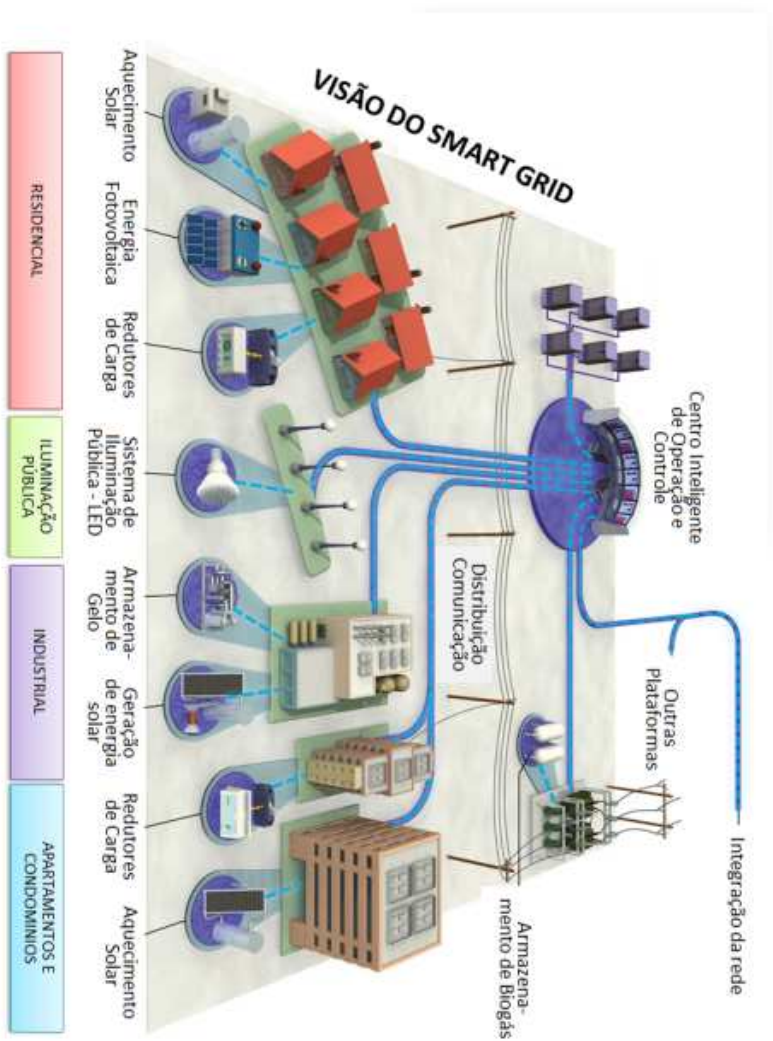 VISÃO DO SMART GRID
Centro Inteligente
de Operação e
Controle
Outras
Plataformas
Integração da rede
Distribuição
Comunicação
Armazena-
mento de Biogás
Aquecimento
Solar
Energia
Fotovoltaica
Redutores
de Carga
Sistema de
Iluminação
Pública - LED
Armazena-
mento de
Gelo
Geração
de energia
solar
Redutores
de Carga
Aquecimento
Solar
RESIDENCIAL
ILUMINAÇÃO
PÚBLICA
INDUSTRIAL
APARTAMENTOS E
CONDOMINIOS